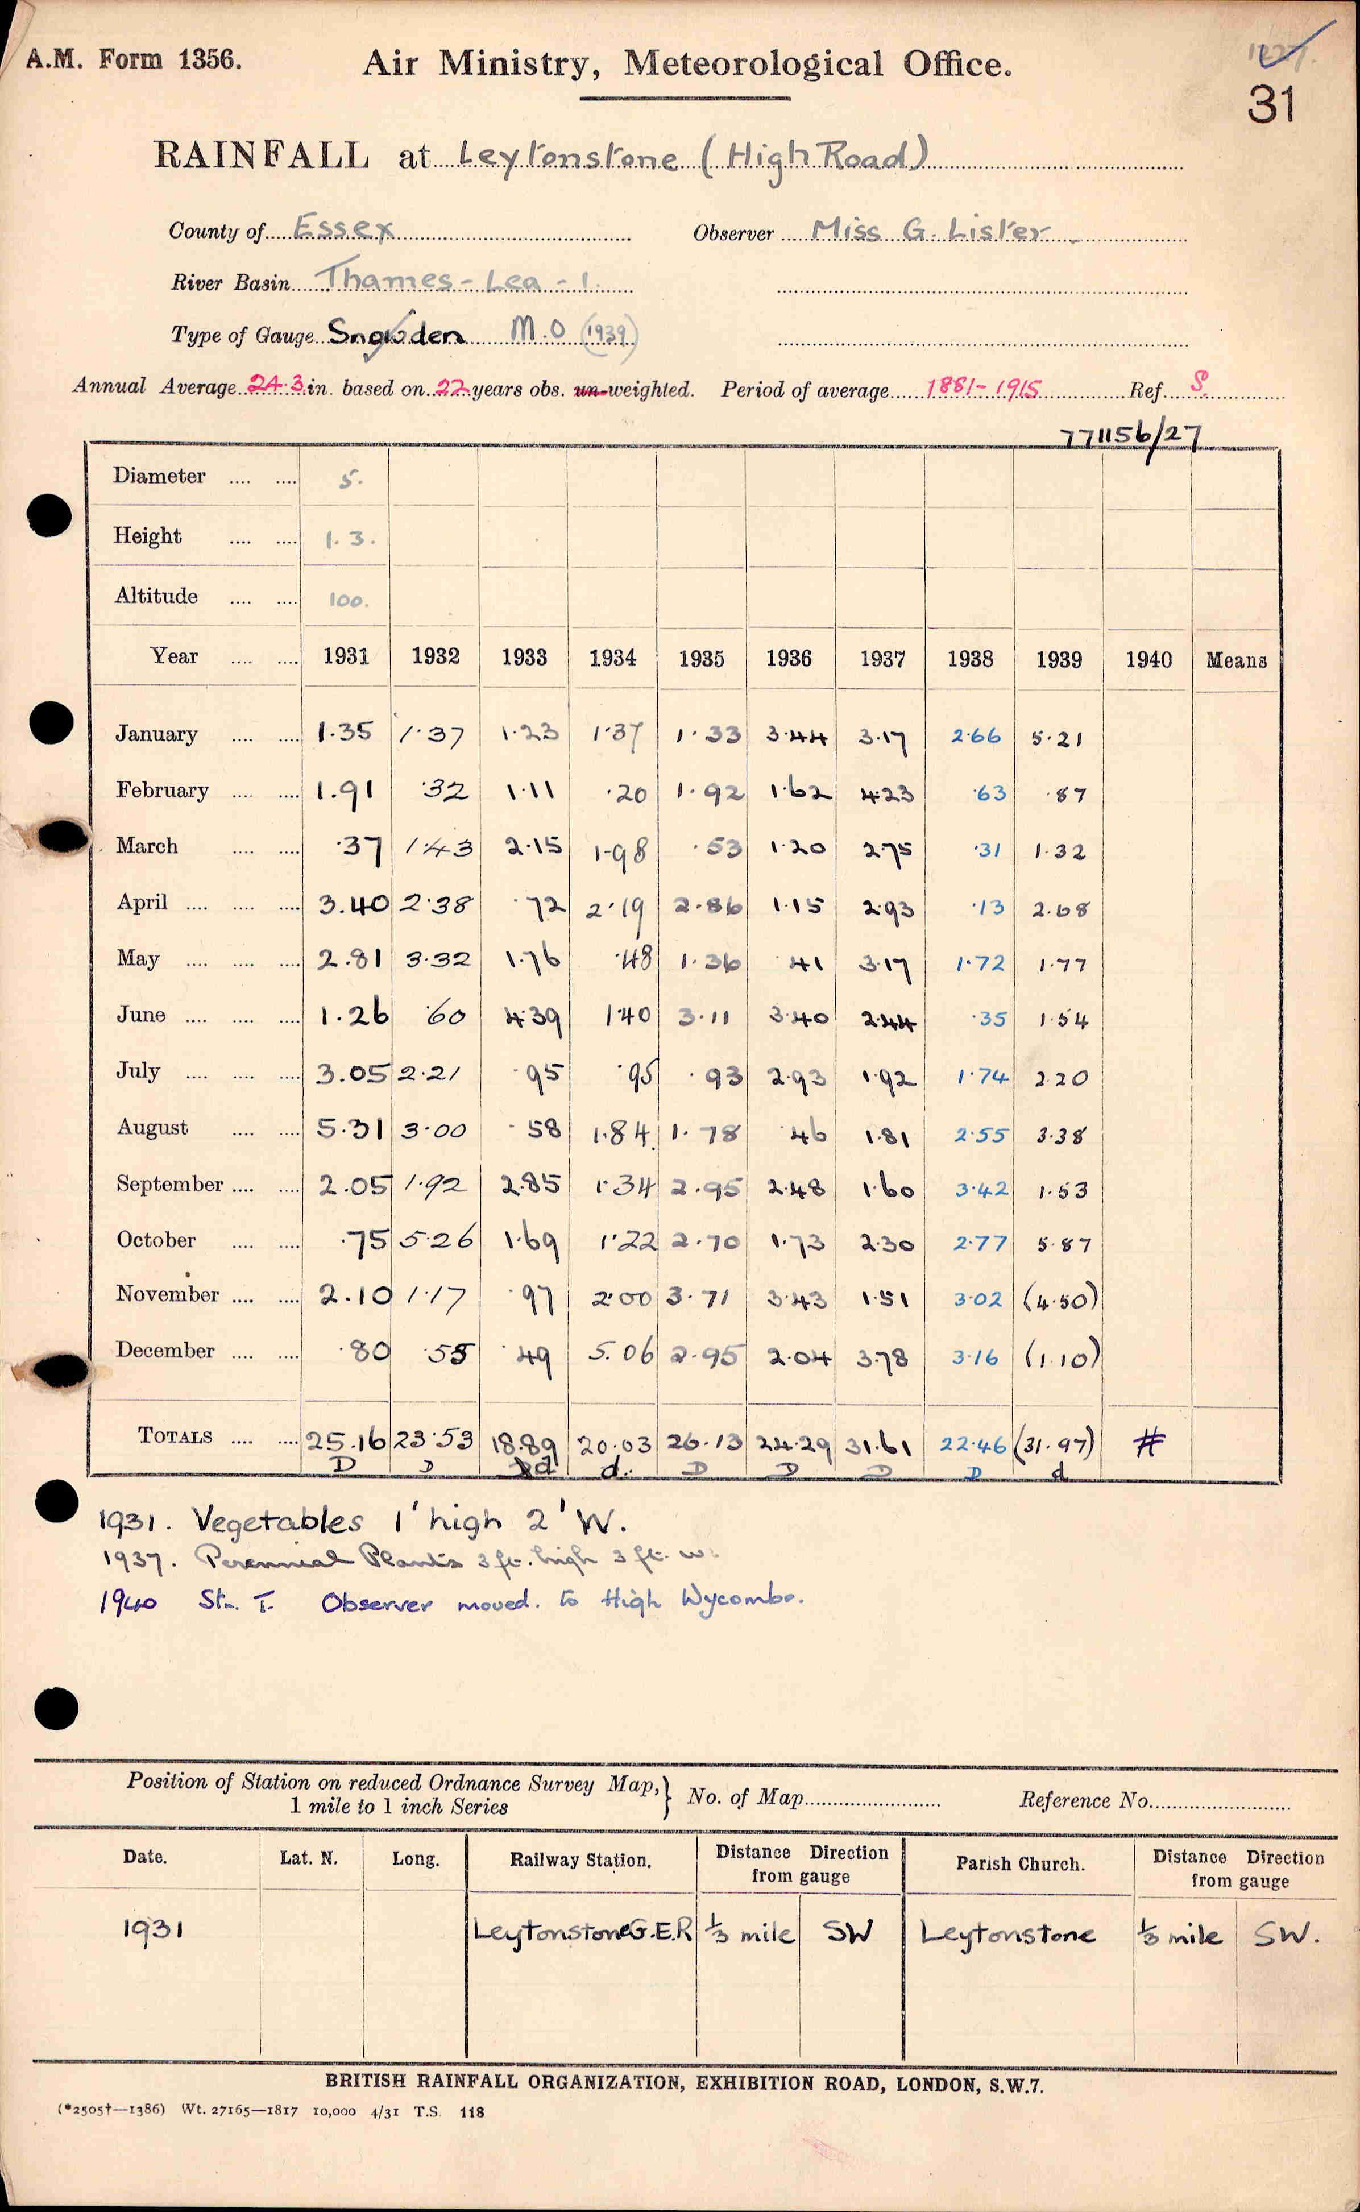 A.M. Form 1356.
Air Ministry, Meteorological Office.
31
RAINFALL at Leytonstone (High Road)
County of Essex Observer Miss G. Lister
River Basin Thames - Lea - 1.
Type of Gauge Snowden M.O (1939)
Annual Average 24.3 in. based on 22 years obs. un-weighted. Period of average 1881-1915 Ref. S.
771156/27
Diameter .... .... 5.
Height .... .... 1. 3.
Altitude .... .... 100.
Year .... .... 1931 1932 1933 1934 1935 1936 1937 1938 1939 1940 Means
January .... .... 1.35 1.37 1.23 1.37 1.33 3.44 3.17 2.66 5.21
February .... .... 1.91 .32 1.11 .20 1.92 1.62 4.23 .63 .87
March .... .... .37 1.43 2.15 1.98 .53 1.20 2.75 .31 1.32
April .... .... .... 3.40 2.38 .72 2.19 2.86 1.15 2.93 .13 2.68
May .... .... .... 2.81 3.32 1.76 .48 1.36 .41 3.17 1.72 1.77
June .... .... .... 1.26 .60 4.39 1.40 3.11 3.40 2.44 .35 1.54
July .... .... .... 3.05 2.21 .95 .95 .93 2.93 1.92 1.74 2.20
August .... .... 5.31 3.00 .58 1.84 1.78 .46 1.81 2.55 3.38
September .... .... 2.05 1.92 2.85 1.34 2.95 2.48 1.60 3.42 1.53
October .... .... .75 5.26 1.69 1.22 2.70 1.73 2.30 2.77 5.87
November .... .... 2.10 1.17 .97 2.00 3.71 3.43 1.51 3.02 (4.50)
December .... .... .80 .55 .49 5.06 2.95 2.04 3.78 3.16 (1.10)
TOTALS .... .... 25.16 23.53 18.89 20.03 26.13 24.29 31.61 22.46 (31.97) #
D D d d. D D D D d
1931. Vegetables 1' high 2' W.
1937. Perennial Plants 3 ft. high 3 ft. W.
1940 Stn. T. Observer moved. to High Wycombe.
Position of Station on reduced Ordnance Survey Map,} No. of Map Reference No.
1 mile to 1 inch Series
Date. Lat. N. Long. Railway Station. Distance Direction from gauge Parish Church. Distance Direction from gauge
1931 Leytonstone G.E.R 1/3 mile SW Leytonstone 1/3 mile SW.
BRITISH RAINFALL ORGANIZATION, EXHIBITION ROAD, LONDON, S.W.7.
(*2505†—1386) Wt. 27165—1817 10,000 4/31 T.S. 118